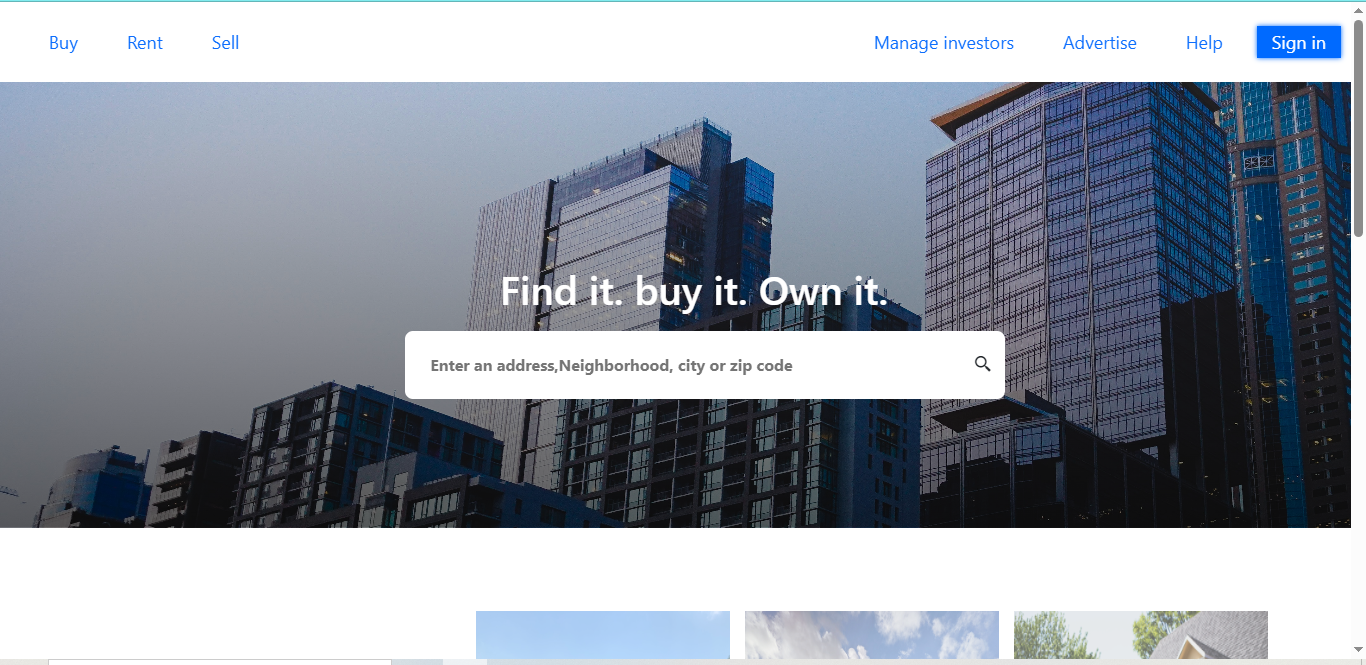 Buy Rent Sell Manage investors Advertise Help Sign in
Find it. buy it. Own it.
Enter an address,Neighborhood, city or zip code